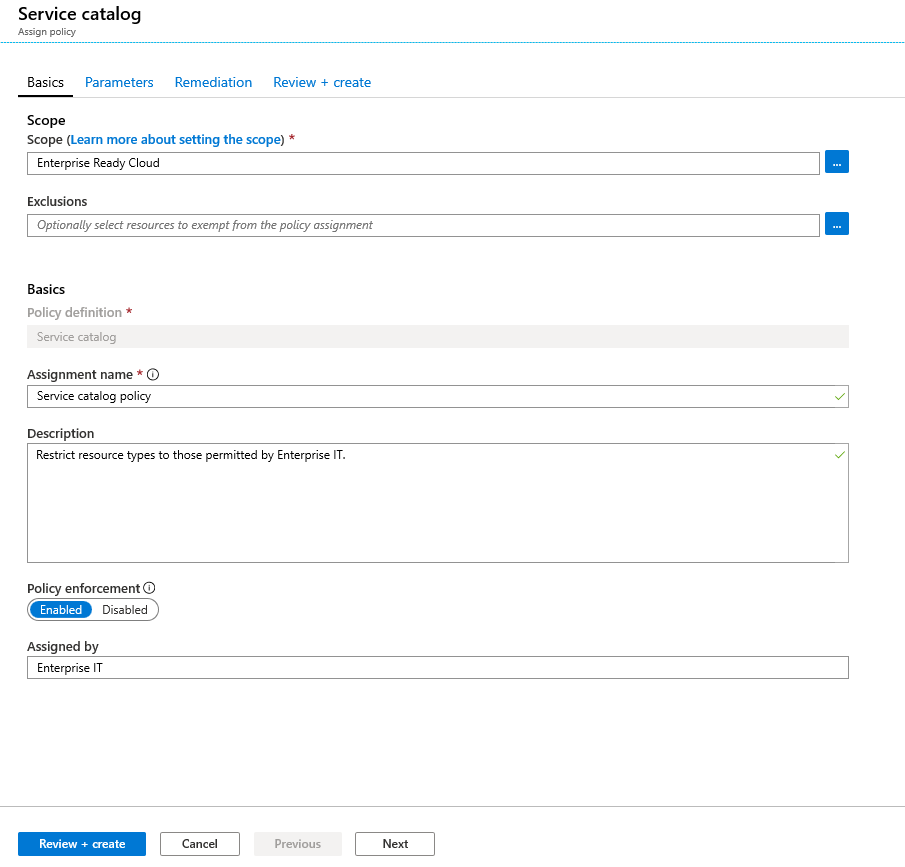 Service catalog
Assign policy
Basics Parameters Remediation Review + create
Scope
Scope (Learn more about setting the scope) *
Enterprise Ready Cloud ...
Exclusions
Optionally select resources to exempt from the policy assignment ...
Basics
Policy definition *
Service catalog
Assignment name *
Service catalog policy
Description
Restrict resource types to those permitted by Enterprise IT.
Policy enforcement
Enabled Disabled
Assigned by
Enterprise IT
Review + create Cancel Previous Next